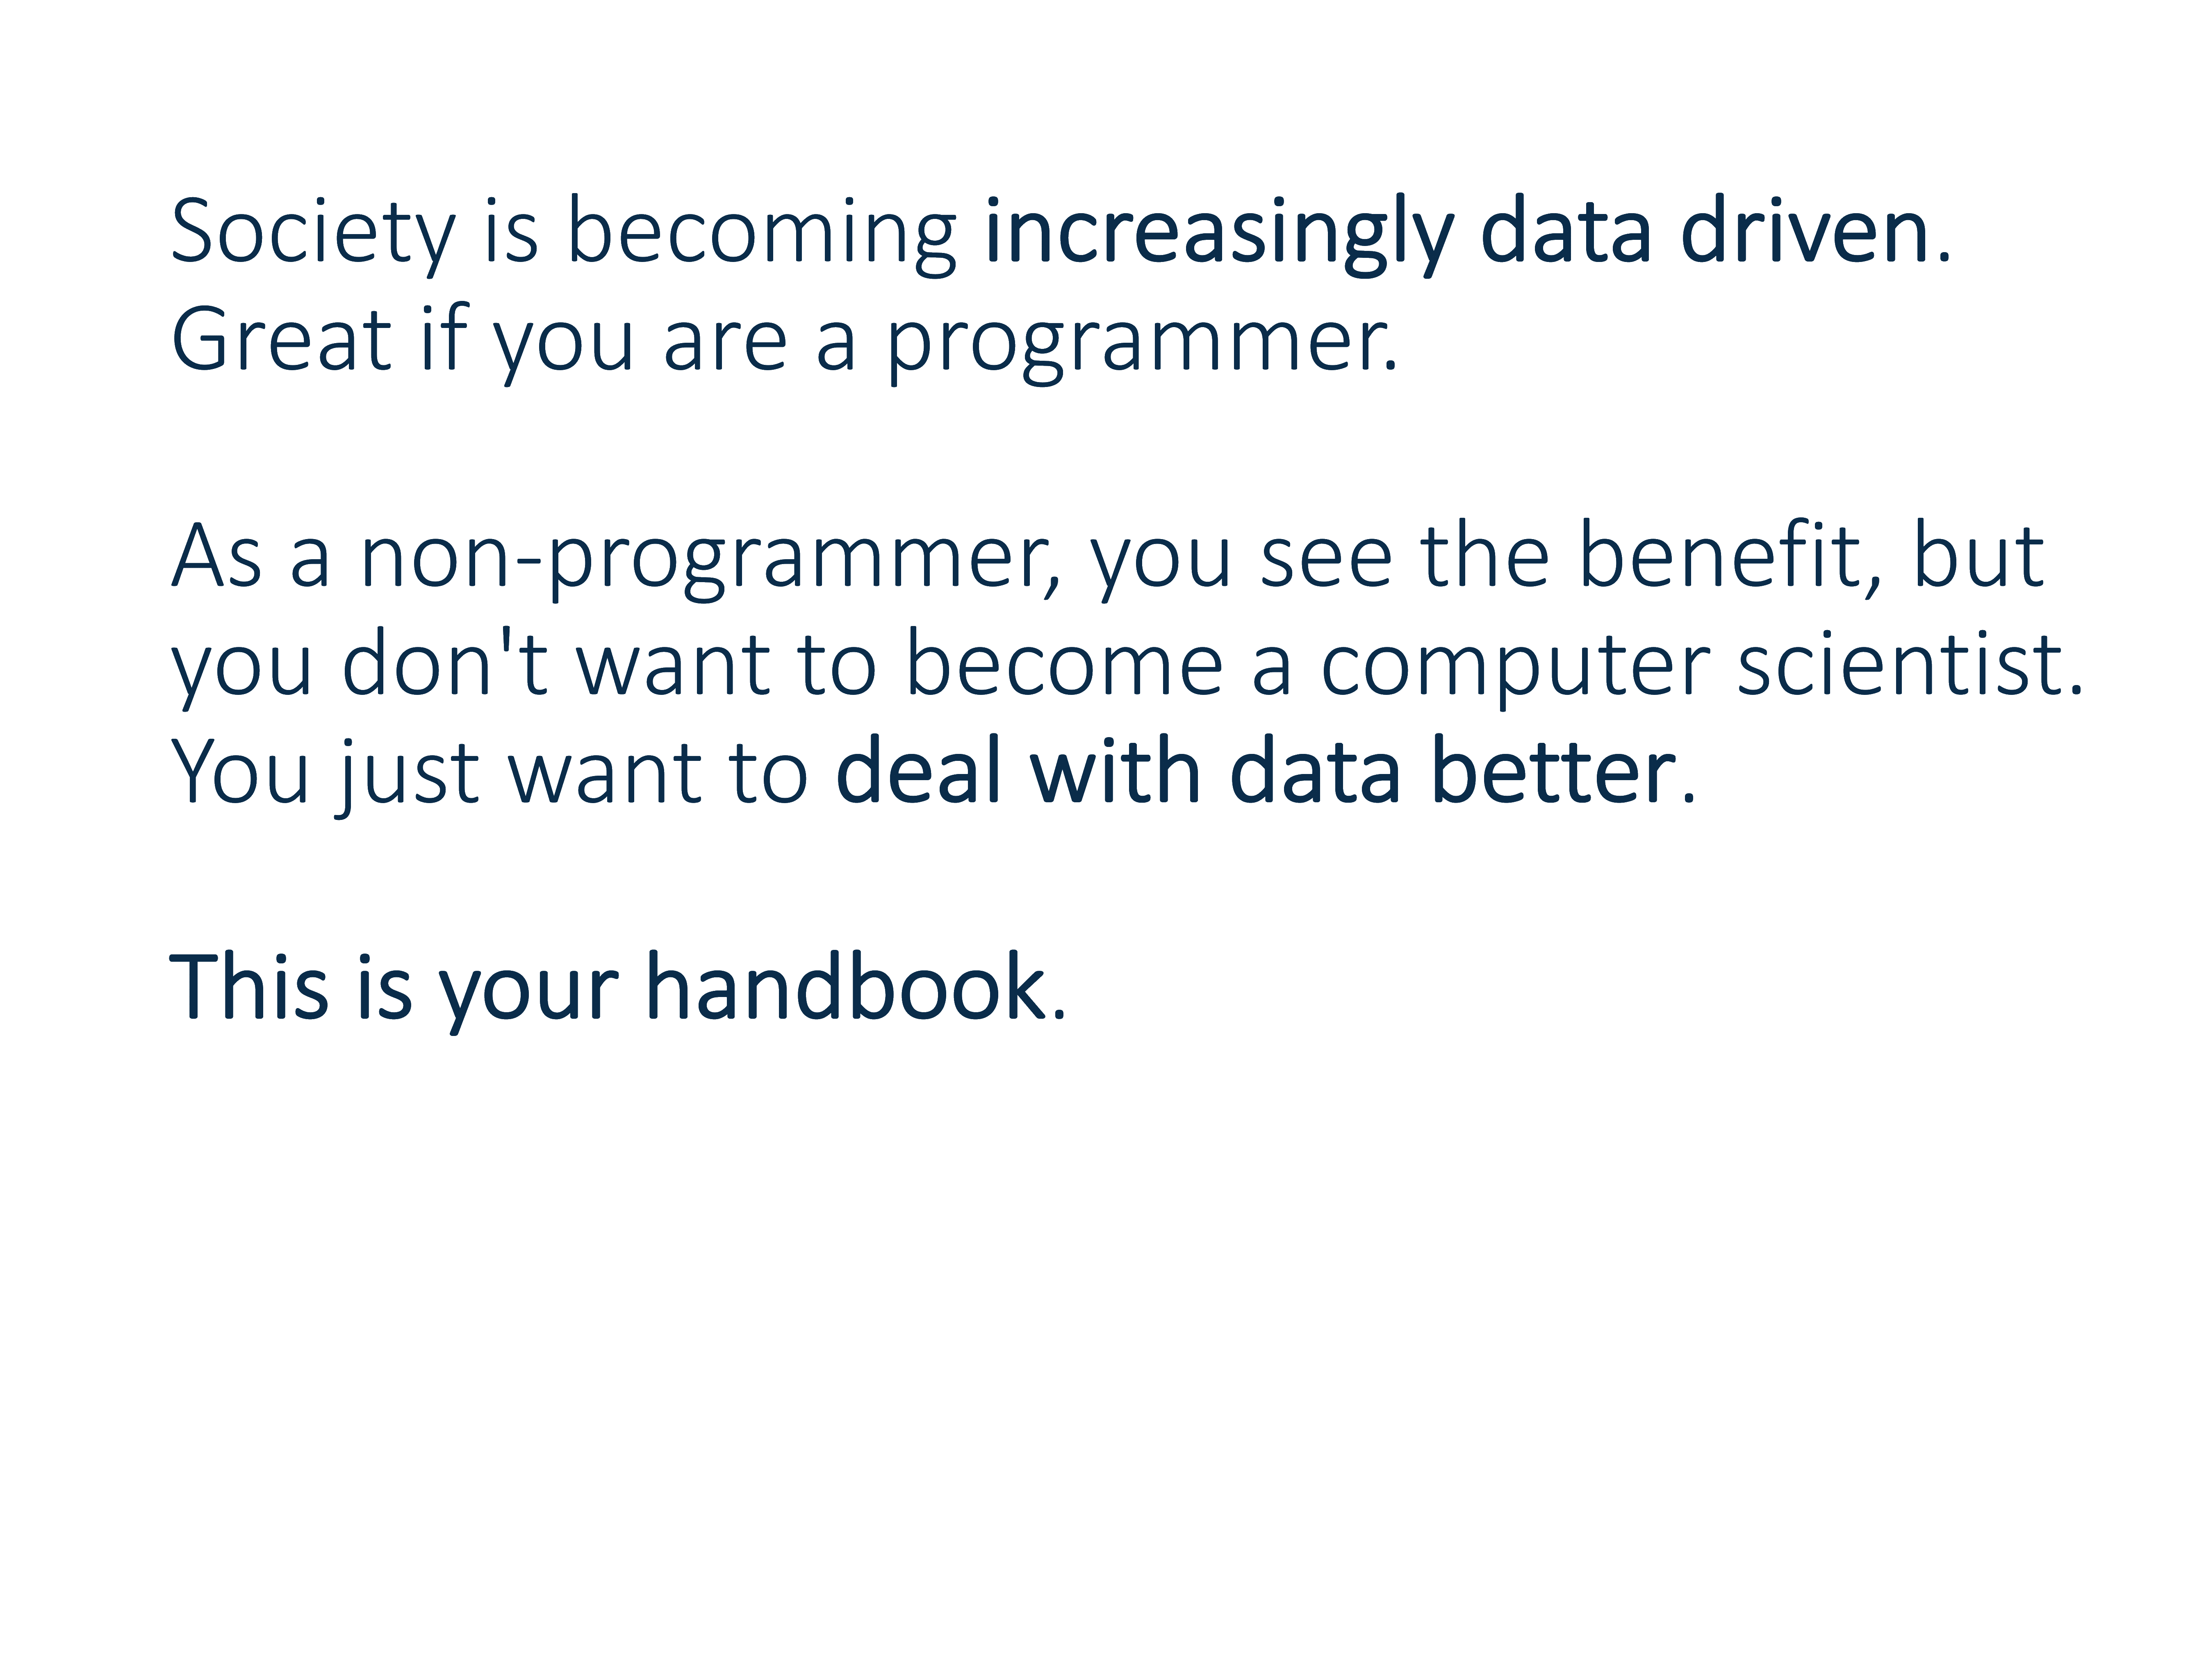 Society is becoming increasingly data driven.
Great if you are a programmer.
As a non-programmer, you see the benefit, but
you don't want to become a computer scientist.
You just want to deal with data better.
This is your handbook.